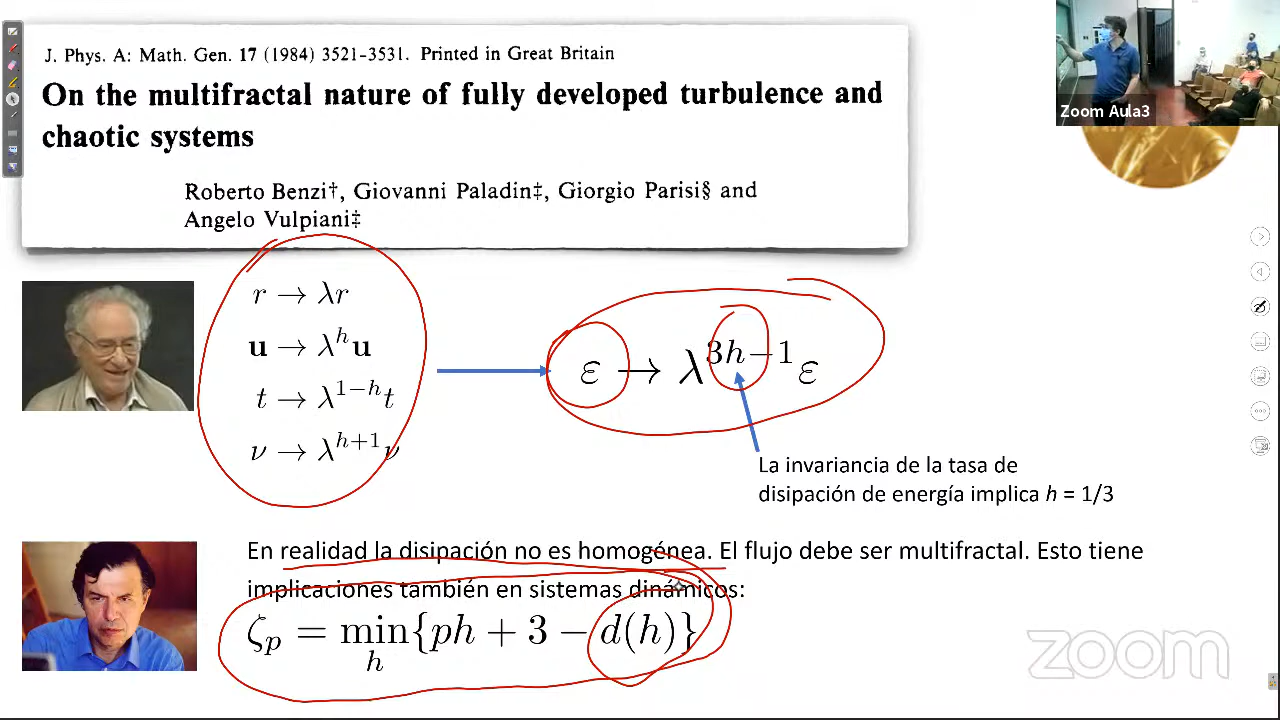 J. Phys. A: Math. Gen. 17 (1984) 3521-3531. Printed in Great Britain
On the multifractal nature of fully developed turbulence and
chaotic systems
Roberto Benzi†, Giovanni Paladin‡, Giorgio Parisi§ and
Angelo Vulpiani‡
Zoom Aula3
r → λr
u → λ^h u
t → λ^{1−h} t
ν → λ^{h+1} ν
ε → λ^{3h−1} ε
La invariancia de la tasa de
disipación de energía implica h = 1/3
En realidad la disipación no es homogénea. El flujo debe ser multifractal. Esto tiene
implicaciones también en sistemas dinámicos:
ζ_p = min_h {ph + 3 − d(h)}
zoom